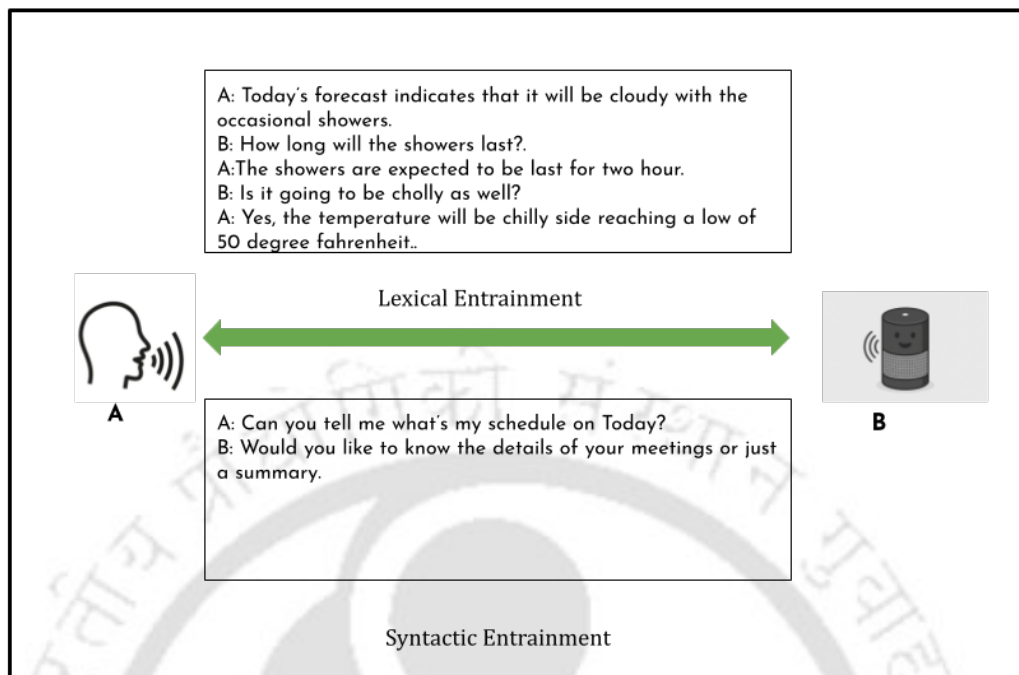 A: Today's forecast indicates that it will be cloudy with the
occasional showers.
B: How long will the showers last?.
A:The showers are expected to be last for two hour.
B: Is it going to be cholly as well?
A: Yes, the temperature will be chilly side reaching a low of
50 degree fahrenheit..
Lexical Entrainment
A
B
A: Can you tell me what's my schedule on Today?
B: Would you like to know the details of your meetings or just
a summary.
Syntactic Entrainment